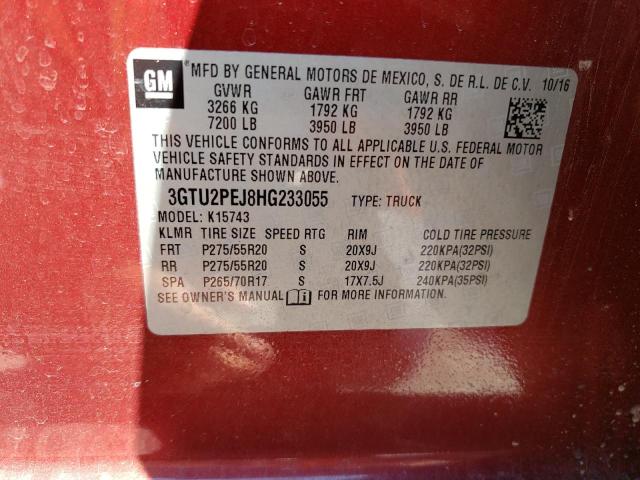 GM
*MFD BY GENERAL MOTORS DE MEXICO, S. DE R.L. DE C.V. 10/16
GVWR GAWR FRT GAWR RR
3266 KG 1792 KG 1792 KG
7200 LB 3950 LB 3950 LB
THIS VEHICLE CONFORMS TO ALL APPLICABLE U.S. FEDERAL MOTOR
VEHICLE SAFETY STANDARDS IN EFFECT ON THE DATE OF
MANUFACTURE SHOWN ABOVE.
3GTU2PEJ8HG233055 TYPE: TRUCK
MODEL: K15743
KLMR TIRE SIZE SPEED RTG RIM COLD TIRE PRESSURE
FRT P275/55R20 S 20X9J 220KPA(32PSI)
RR P275/55R20 S 20X9J 220KPA(32PSI)
SPA P265/70R17 S 17X7.5J 240KPA(35PSI)
SEE OWNER'S MANUAL FOR MORE INFORMATION